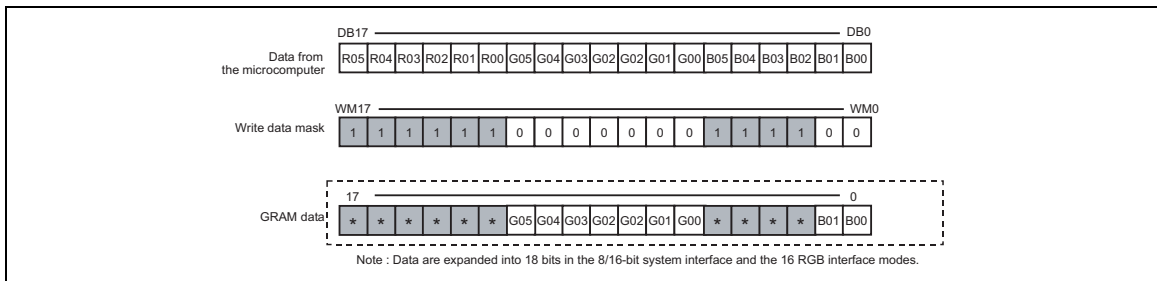 DB17 DB0
Data from
the microcomputer
R05 R04 R03 R02 R01 R00 G05 G04 G03 G02 G02 G01 G00 B05 B04 B03 B02 B01 B00
WM17 WM0
Write data mask 1 1 1 1 1 1 0 0 0 0 0 0 0 1 1 1 1 0 0
17 0
GRAM data * * * * * * G05 G04 G03 G02 G02 G01 G00 * * * * B01 B00
Note : Data are expanded into 18 bits in the 8/16-bit system interface and the 16 RGB interface modes.